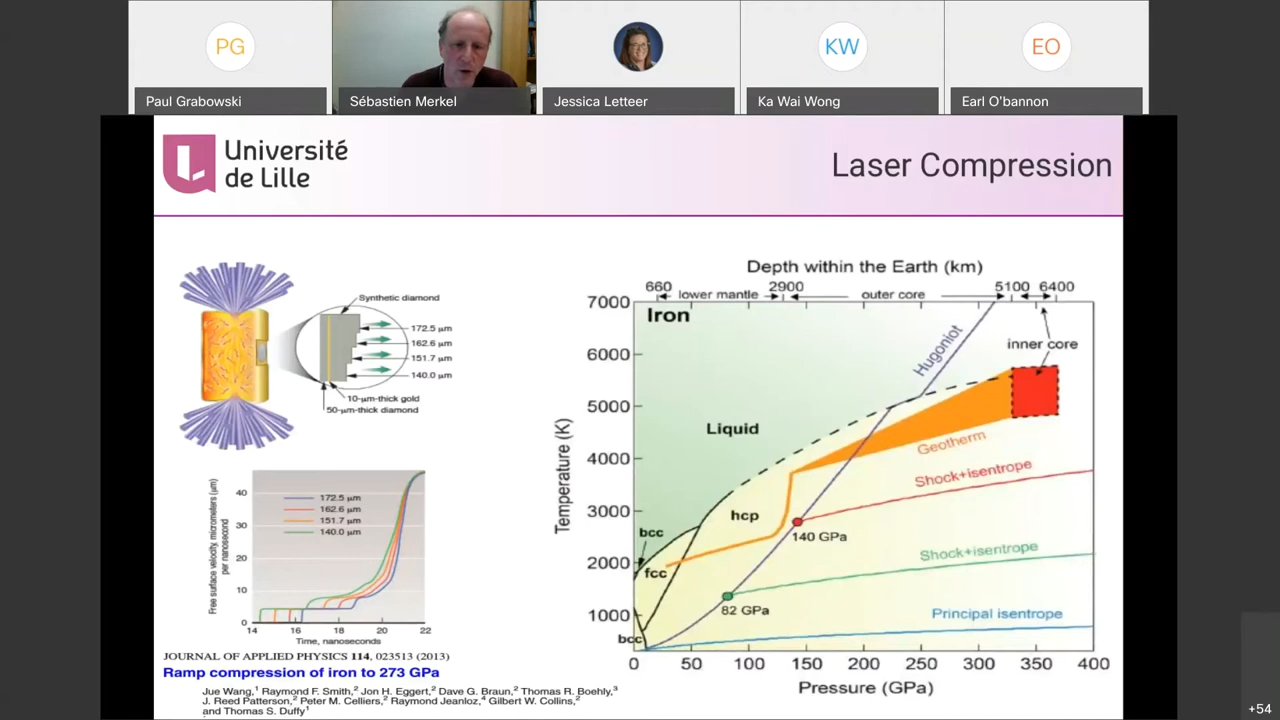 PG
KW
EO
Paul Grabowski
Sébastien Merkel
Jessica Letteer
Ka Wai Wong
Earl O'bannon
Université
de Lille
Laser Compression
Synthetic diamond
172.5 µm
162.6 µm
151.7 µm
140.0 µm
10-µm-thick gold
50-µm-thick diamond
Free surface velocity, micrometers (µm)
per nanosecond
40
30
20
10
0
172.5 µm
162.6 µm
151.7 µm
140.0 µm
14 16 18 20 22
Time, nanoseconds
JOURNAL OF APPLIED PHYSICS 114, 023513 (2013)
Ramp compression of iron to 273 GPa
Jue Wang,¹ Raymond F. Smith,² Jon H. Eggert,² Dave G. Braun,² Thomas R. Boehly,³
J. Reed Patterson,² Peter M. Celliers,² Raymond Jeanloz,⁴ Gilbert W. Collins,²
and Thomas S. Duffy¹
Depth within the Earth (km)
660 2900 5100 6400
lower mantle outer core
7000
6000
5000
4000
3000
2000
1000
Temperature (K)
Iron
Hugoniot
inner core
Liquid
Geotherm
Shock+isentrope
hcp
140 GPa
bcc
fcc
Shock+isentrope
82 GPa
Principal isentrope
bcc
0 50 100 150 200 250 300 350 400
Pressure (GPa)
+54